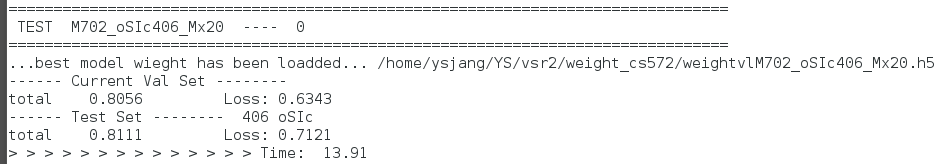 ================================================================================
TEST M702_oSIc406_Mx20 ---- 0
================================================================================
...best model wieght has been loadded... /home/ysjang/YS/vsr2/weight_cs572/weightvlM702_oSIc406_Mx20.h5
------ Current Val Set --------
total 0.8056 Loss: 0.6343
------ Test Set -------- 406 oSIc
total 0.8111 Loss: 0.7121
> > > > > > > > > > > > > > Time: 13.91